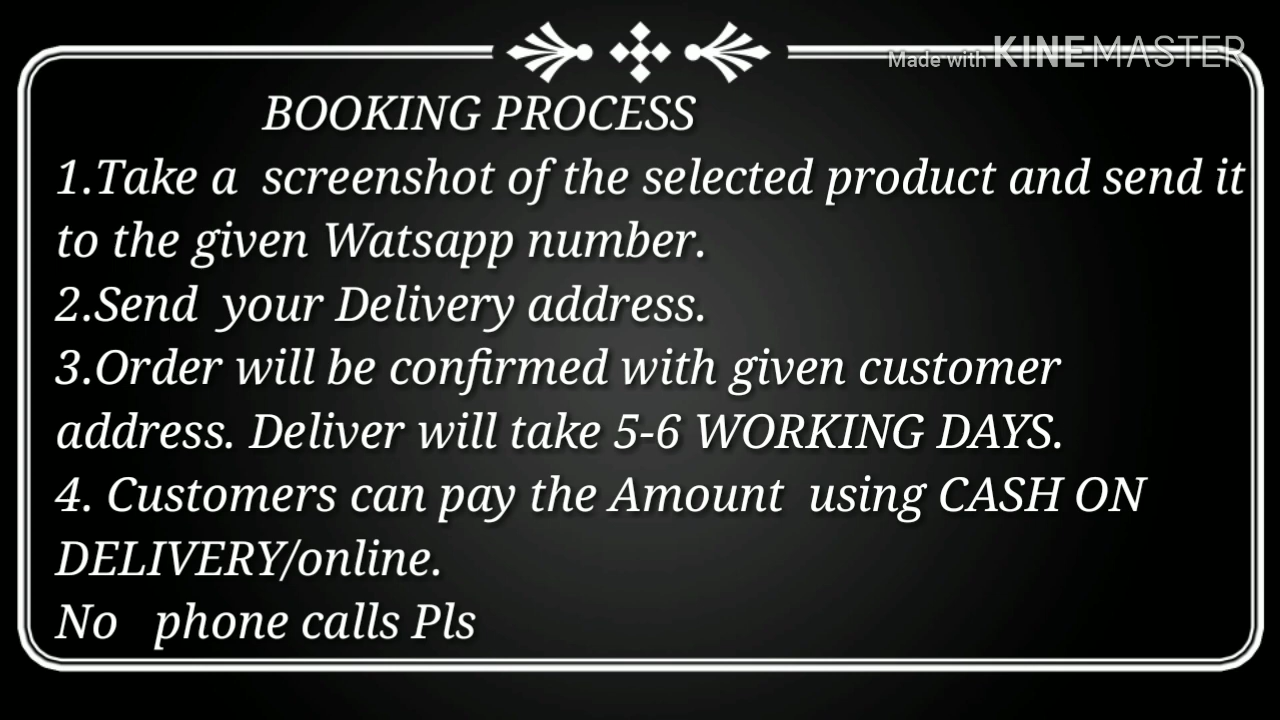 Made with KINEMASTER
BOOKING PROCESS
1.Take a screenshot of the selected product and send it
to the given Watsapp number.
2.Send your Delivery address.
3.Order will be confirmed with given customer
address. Deliver will take 5-6 WORKING DAYS.
4. Customers can pay the Amount using CASH ON
DELIVERY/online.
No phone calls Pls